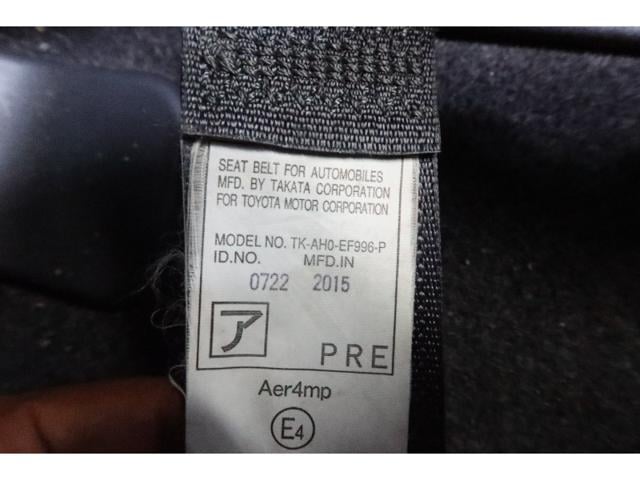 SEAT BELT FOR AUTOMOBILES
MFD. BY TAKATA CORPORATION
FOR TOYOTA MOTOR CORPORATION
MODEL NO. TK-AH0-EF996-P
ID.NO. MFD.IN
0722 2015
ア PRE
Aer4mp
E4